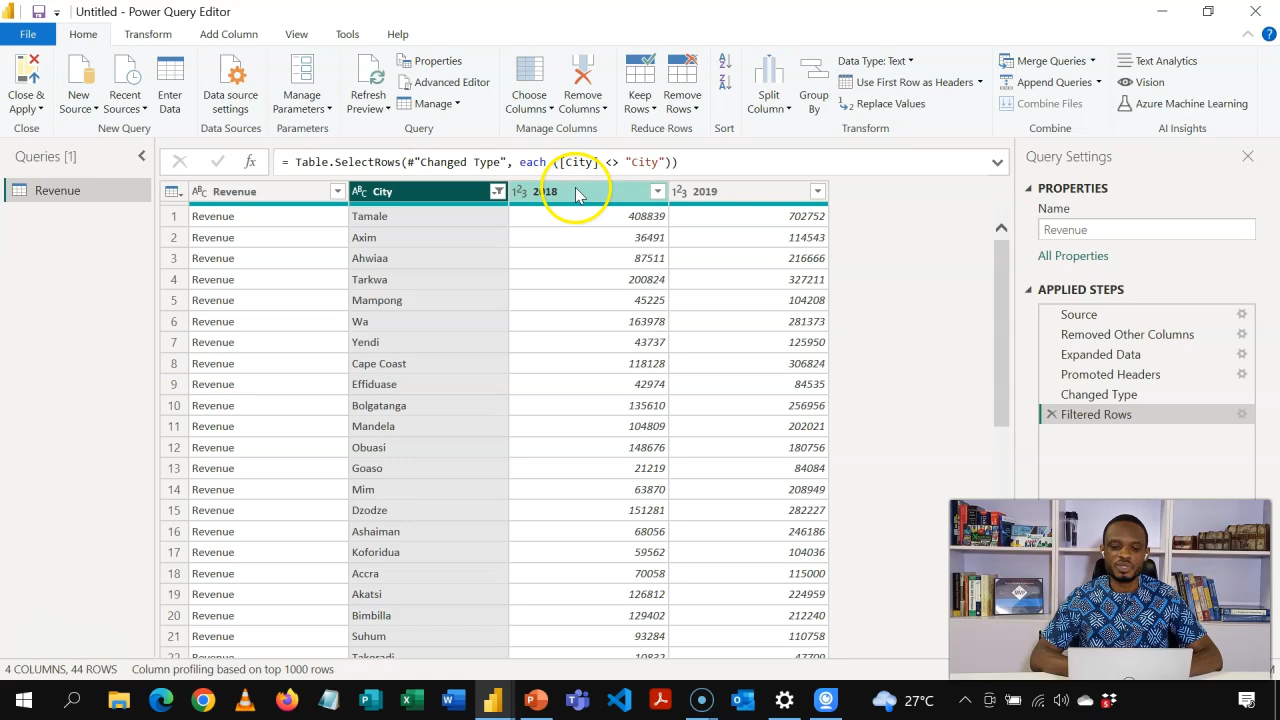 Untitled - Power Query Editor
File
Home
Transform
Add Column
View
Tools
Help
Close &
Apply
Close
New
Source
Recent
Sources
Enter
Data
New Query
Data source
settings
Data Sources
Manage
Parameters
Parameters
Refresh
Preview
Properties
Advanced Editor
Manage
Query
Choose
Columns
Remove
Columns
Manage Columns
Keep
Rows
Remove
Rows
Reduce Rows
Sort
Split
Column
Group
By
Data Type: Text
Use First Row as Headers
Replace Values
Transform
Merge Queries
Append Queries
Combine Files
Combine
Text Analytics
Vision
Azure Machine Learning
AI Insights
Queries [1]
Revenue
fx
= Table.SelectRows(#"Changed Type", each ([City] <> "City"))
Revenue City 2018 2019
1 Revenue Tamale 408839 702752
2 Revenue Axim 36491 114543
3 Revenue Ahwiaa 87511 216666
4 Revenue Tarkwa 200824 327211
5 Revenue Mampong 45225 104208
6 Revenue Wa 163978 281373
7 Revenue Yendi 43737 125950
8 Revenue Cape Coast 118128 306824
9 Revenue Effiduase 42974 84535
10 Revenue Bolgatanga 135610 256956
11 Revenue Mandela 104809 202021
12 Revenue Obuasi 148676 180756
13 Revenue Goaso 21219 84084
14 Revenue Mim 63870 208949
15 Revenue Dzodze 151281 282227
16 Revenue Ashaiman 68056 246186
17 Revenue Koforidua 59562 104036
18 Revenue Accra 70058 115000
19 Revenue Akatsi 126812 224959
20 Revenue Bimbilla 129402 212240
21 Revenue Suhum 93284 110758
22 Revenue Takoradi 10832 47709
Query Settings
PROPERTIES
Name
Revenue
All Properties
APPLIED STEPS
Source
Removed Other Columns
Expanded Data
Promoted Headers
Changed Type
Filtered Rows
MVP
4 COLUMNS, 44 ROWS Column profiling based on top 1000 rows
27°C